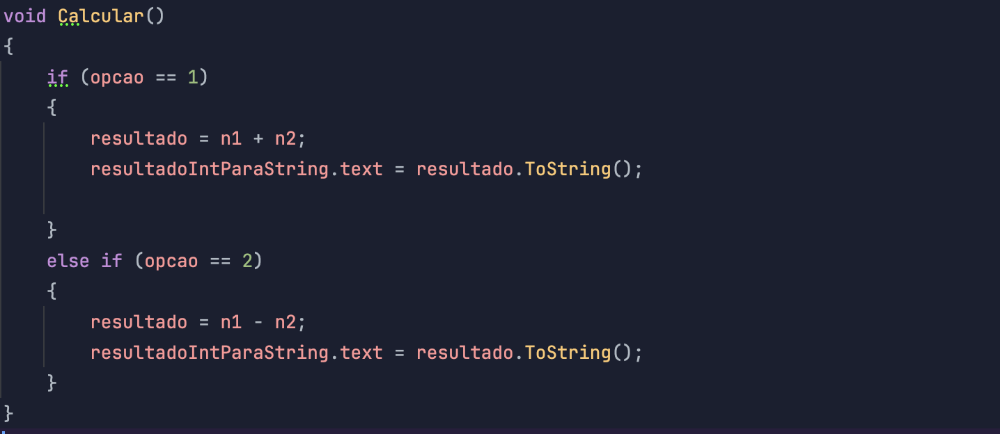 void Calcular()
{
    if (opcao == 1)
    {
        resultado = n1 + n2;
        resultadoIntParaString.text = resultado.ToString();

    }
    else if (opcao == 2)
    {
        resultado = n1 - n2;
        resultadoIntParaString.text = resultado.ToString();
    }
}